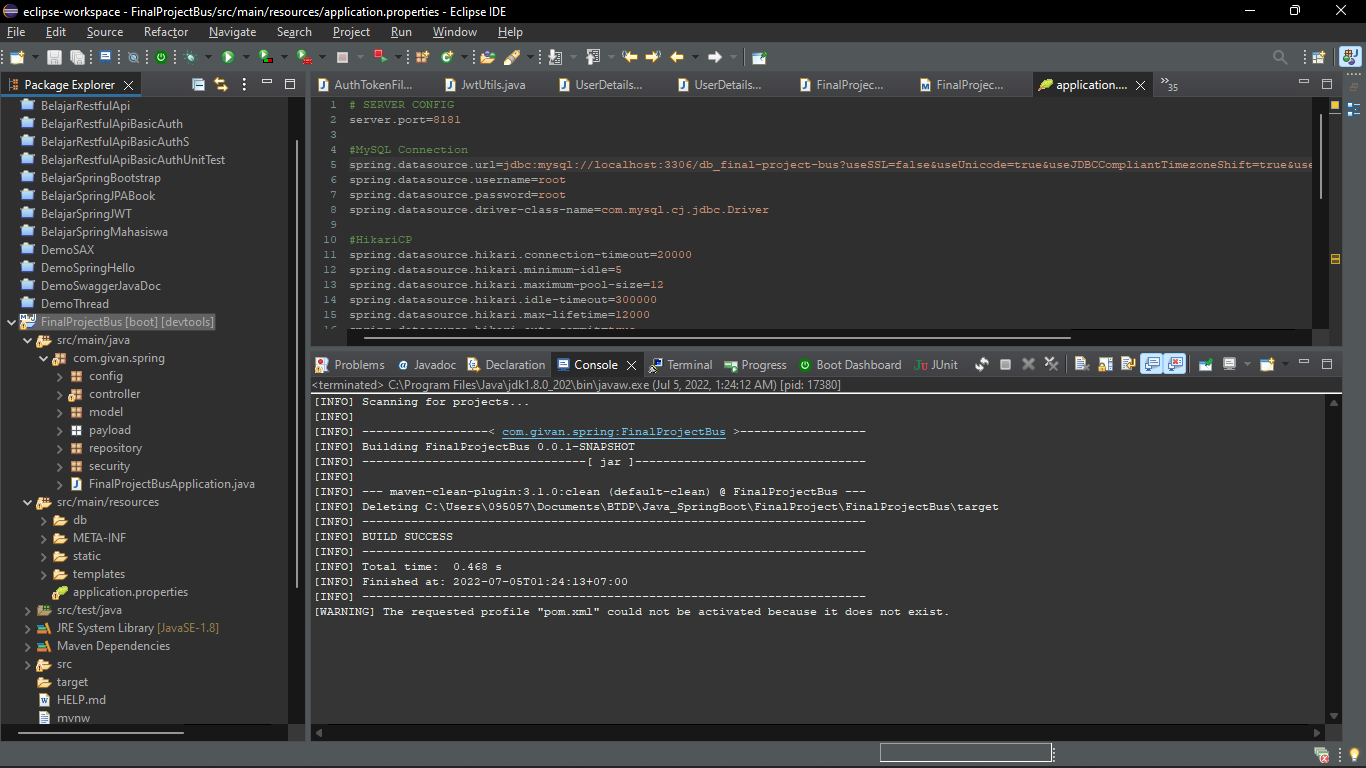 eclipse-workspace - FinalProjectBus/src/main/resources/application.properties - Eclipse IDE
File Edit Source Refactor Navigate Search Project Run Window Help
Package Explorer
BelajarRestfulApi
BelajarRestfulApiBasicAuth
BelajarRestfulApiBasicAuthS
BelajarRestfulApiBasicAuthUnitTest
BelajarSpringBootstrap
BelajarSpringJPABook
BelajarSpringJWT
BelajarSpringMahasiswa
DemoSAX
DemoSpringHello
DemoSwaggerJavaDoc
DemoThread
FinalProjectBus [boot] [devtools]
src/main/java
com.givan.spring
config
controller
model
payload
repository
security
FinalProjectBusApplication.java
src/main/resources
db
META-INF
static
templates
application.properties
src/test/java
JRE System Library [JavaSE-1.8]
Maven Dependencies
src
target
HELP.md
mvnw
AuthTokenFil... JwtUtils.java UserDetails... UserDetails... FinalProjec... FinalProjec... application.... »35
1 # SERVER CONFIG
2 server.port=8181
3
4 #MySQL Connection
5 spring.datasource.url=jdbc:mysql://localhost:3306/db_final-project-bus?useSSL=false&useUnicode=true&useJDBCCompliantTimezoneShift=true&use
6 spring.datasource.username=root
7 spring.datasource.password=root
8 spring.datasource.driver-class-name=com.mysql.cj.jdbc.Driver
9
10 #HikariCP
11 spring.datasource.hikari.connection-timeout=20000
12 spring.datasource.hikari.minimum-idle=5
13 spring.datasource.hikari.maximum-pool-size=12
14 spring.datasource.hikari.idle-timeout=300000
15 spring.datasource.hikari.max-lifetime=12000
Problems Javadoc Declaration Console Terminal Progress Boot Dashboard JUnit
<terminated> C:\Program Files\Java\jdk1.8.0_202\bin\javaw.exe (Jul 5, 2022, 1:24:12 AM) [pid: 17380]
[INFO] Scanning for projects...
[INFO]
[INFO] ------------------< com.givan.spring:FinalProjectBus >------------------
[INFO] Building FinalProjectBus 0.0.1-SNAPSHOT
[INFO] --------------------------------[ jar ]---------------------------------
[INFO]
[INFO] --- maven-clean-plugin:3.1.0:clean (default-clean) @ FinalProjectBus ---
[INFO] Deleting C:\Users\095057\Documents\BTDP\Java_SpringBoot\FinalProject\FinalProjectBus\target
[INFO] ------------------------------------------------------------------------
[INFO] BUILD SUCCESS
[INFO] ------------------------------------------------------------------------
[INFO] Total time:  0.468 s
[INFO] Finished at: 2022-07-05T01:24:13+07:00
[INFO] ------------------------------------------------------------------------
[WARNING] The requested profile "pom.xml" could not be activated because it does not exist.